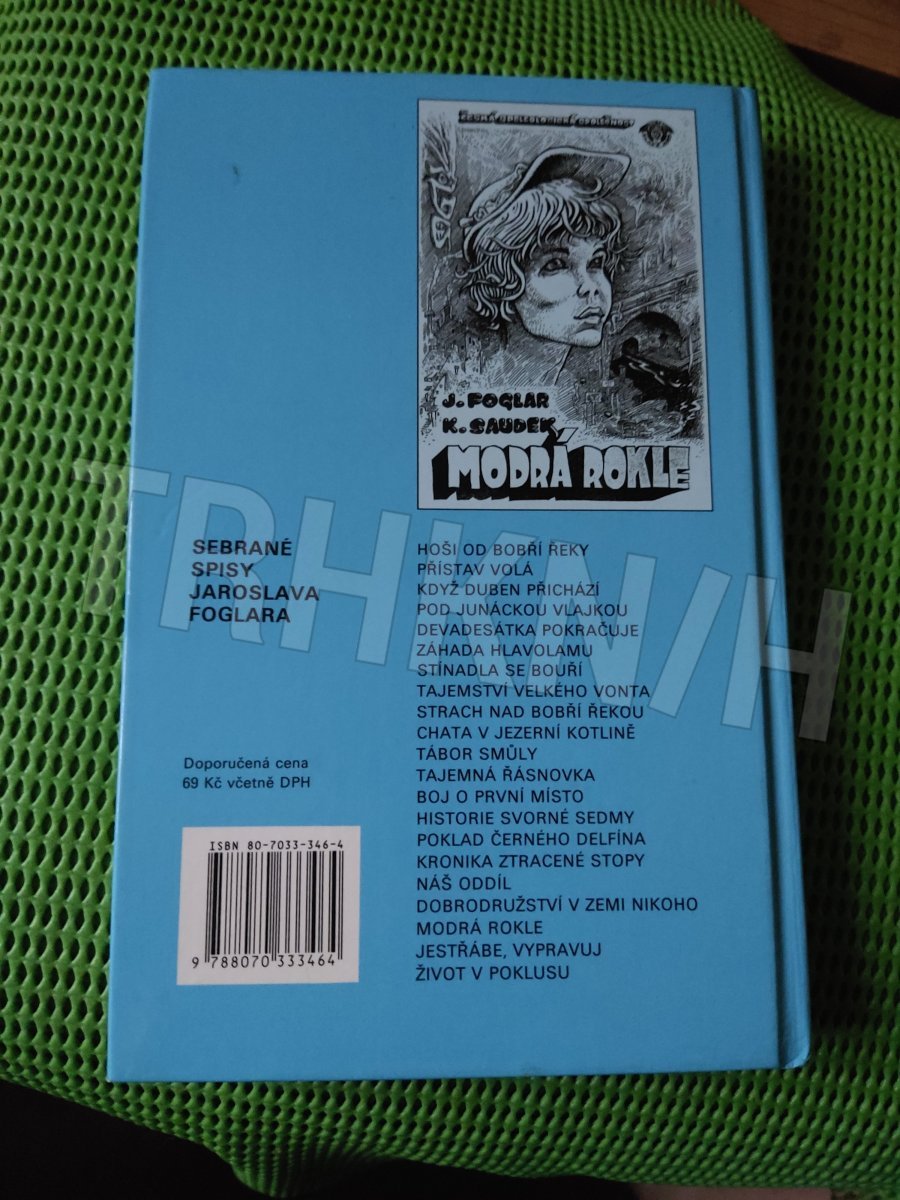 ČESKÁ SPELEOLOGICKÁ SPOLEČNOST
J. FOGLAR
K. SAUDEK
MODRÁ ROKLE
SEBRANÉ
SPISY
JAROSLAVA
FOGLARA
HOŠI OD BOBŘÍ ŘEKY
PŘÍSTAV VOLÁ
KDYŽ DUBEN PŘICHÁZÍ
POD JUNÁCKOU VLAJKOU
DEVADESÁTKA POKRAČUJE
ZÁHADA HLAVOLAMU
STÍNADLA SE BOUŘÍ
TAJEMSTVÍ VELKÉHO VONTA
STRACH NAD BOBŘÍ ŘEKOU
CHATA V JEZERNÍ KOTLINĚ
TÁBOR SMŮLY
TAJEMNÁ ŘÁSNOVKA
BOJ O PRVNÍ MÍSTO
HISTORIE SVORNÉ SEDMY
POKLAD ČERNÉHO DELFÍNA
KRONIKA ZTRACENÉ STOPY
NÁŠ ODDÍL
DOBRODRUŽSTVÍ V ZEMI NIKOHO
MODRÁ ROKLE
JESTŘÁBE, VYPRAVUJ
ŽIVOT V POKLUSU
Doporučená cena
69 Kč včetně DPH
ISBN 80-7033-346-4
9 788070 333464
TRHKNIH